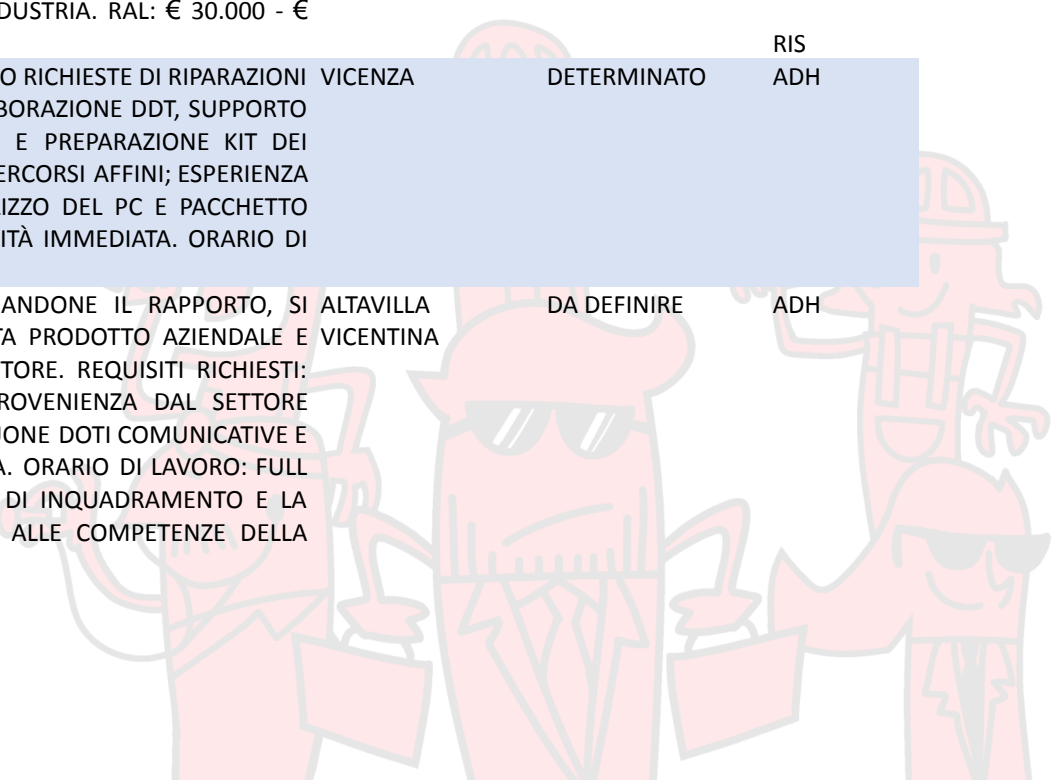 DUSTRIA. RAL: € 30.000 - €
RIS
O RICHIESTE DI RIPARAZIONI VICENZA DETERMINATO ADH
BORAZIONE DDT, SUPPORTO
E PREPARAZIONE KIT DEI
ERCORSI AFFINI; ESPERIENZA
LIZZO DEL PC E PACCHETTO
ITÀ IMMEDIATA. ORARIO DI
ANDONE IL RAPPORTO, SI ALTAVILLA DA DEFINIRE ADH
TA PRODOTTO AZIENDALE E VICENTINA
TORE. REQUISITI RICHIESTI:
ROVENIENZA DAL SETTORE
UONE DOTI COMUNICATIVE E
A. ORARIO DI LAVORO: FULL
DI INQUADRAMENTO E LA
ALLE COMPETENZE DELLA